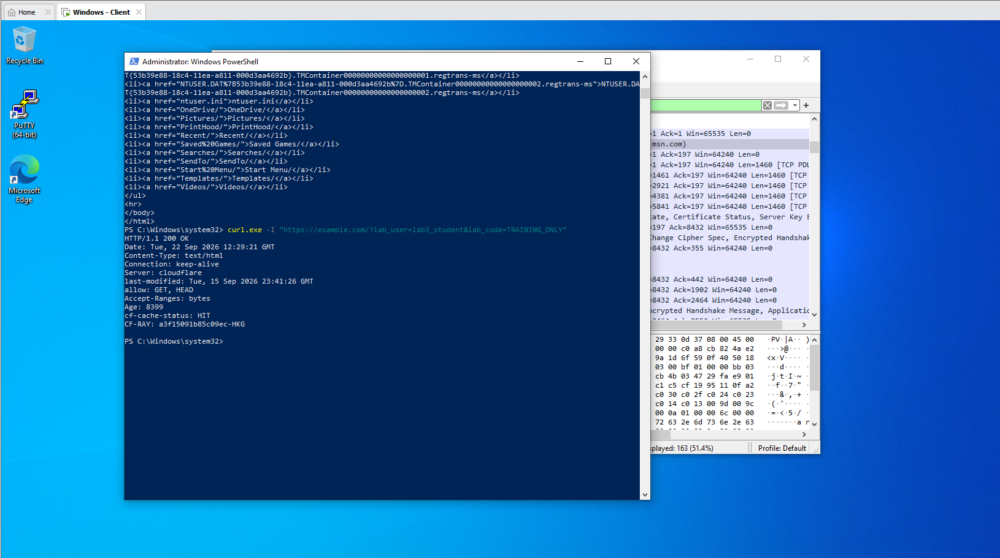 Home
Windows - Client
Recycle Bin
PuTTY
(64-bit)
Microsoft
Edge
Administrator: Windows PowerShell
T{53b39e88-18c4-11ea-a811-000d3aa4692b}.TMContainer00000000000000000001.regtrans-ms</a></li>
<li><a href="NTUSER.DAT%7B53b39e88-18c4-11ea-a811-000d3aa4692b%7D.TMContainer00000000000000000002.regtrans-ms">NTUSER.DA
T{53b39e88-18c4-11ea-a811-000d3aa4692b}.TMContainer00000000000000000002.regtrans-ms</a></li>
<li><a href="ntuser.ini">ntuser.ini</a></li>
<li><a href="OneDrive/">OneDrive/</a></li>
<li><a href="Pictures/">Pictures/</a></li>
<li><a href="PrintHood/">PrintHood/</a></li>
<li><a href="Recent/">Recent/</a></li>
<li><a href="Saved%20Games/">Saved Games/</a></li>
<li><a href="Searches/">Searches/</a></li>
<li><a href="SendTo/">SendTo/</a></li>
<li><a href="Start%20Menu/">Start Menu/</a></li>
<li><a href="Templates/">Templates/</a></li>
<li><a href="Videos/">Videos/</a></li>
</ul>
<hr>
</body>
</html>
PS C:\Windows\system32> curl.exe -I "https://example.com/?lab_user=lab3_student&lab_code=TRAINING_ONLY"
HTTP/1.1 200 OK
Date: Tue, 22 Sep 2026 12:29:21 GMT
Content-Type: text/html
Connection: keep-alive
Server: cloudflare
last-modified: Tue, 15 Sep 2026 23:41:26 GMT
allow: GET, HEAD
Accept-Ranges: bytes
Age: 8399
cf-cache-status: HIT
CF-RAY: a3f15091b85c09ec-HKG
PS C:\Windows\system32>
=1 Ack=1 Win=65535 Len=0
msn.com)
=1 Ack=197 Win=64240 Len=0
=1 Ack=197 Win=64240 Len=1460 [TCP PDU
=1461 Ack=197 Win=64240 Len=1460 [TCP
=2921 Ack=197 Win=64240 Len=1460 [TCP
=4381 Ack=197 Win=64240 Len=1460 [TCP
=5841 Ack=197 Win=64240 Len=1460 [TCP
ate, Certificate Status, Server Key E
=197 Ack=8432 Win=65535 Len=0
Change Cipher Spec, Encrypted Handshak
=8432 Ack=355 Win=64240 Len=0
=8432 Ack=442 Win=64240 Len=0
=8432 Ack=1902 Win=64240 Len=0
=8432 Ack=2464 Win=64240 Len=0
ncrypted Handshake Message, Applicatio
29 33 0d 37 08 00 45 00 ·PV·|A·· )
00 00 c0 a8 cb 82 4a e2 ···>@··· ·
9a 1d 6f 59 0f 40 50 18 <x·V···· ·
03 00 bf 01 00 00 bb 03 ···d···· ·
cb 4b 03 47 29 fa e9 01 ·j·t·I·~ ·
c1 c5 cf 19 95 11 0f a2 ··f··7·" ·
c0 30 c0 2f c0 24 c0 23 ···&·,·+ ·
c0 14 c0 13 00 9d 00 9c ·(·'···· ·
00 0a 01 00 00 6c 00 00 ·=·<·5·/ ·
72 63 2e 6d 73 6e 2e 63 ·······a r
splayed: 163 (51.4%)
Profile: Default